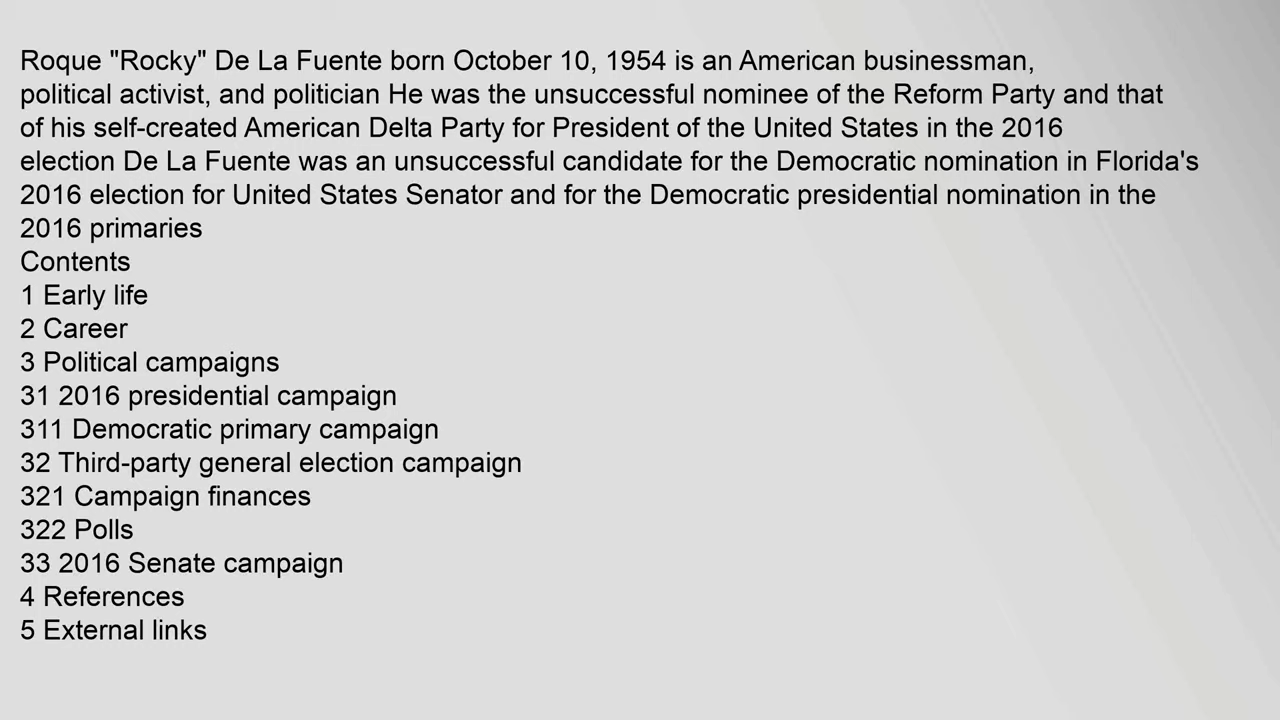 Roque "Rocky" De La Fuente born October 10, 1954 is an American businessman,
political activist, and politician He was the unsuccessful nominee of the Reform Party and that
of his self-created American Delta Party for President of the United States in the 2016
election De La Fuente was an unsuccessful candidate for the Democratic nomination in Florida's
2016 election for United States Senator and for the Democratic presidential nomination in the
2016 primaries
Contents
1 Early life
2 Career
3 Political campaigns
31 2016 presidential campaign
311 Democratic primary campaign
32 Third-party general election campaign
321 Campaign finances
322 Polls
33 2016 Senate campaign
4 References
5 External links